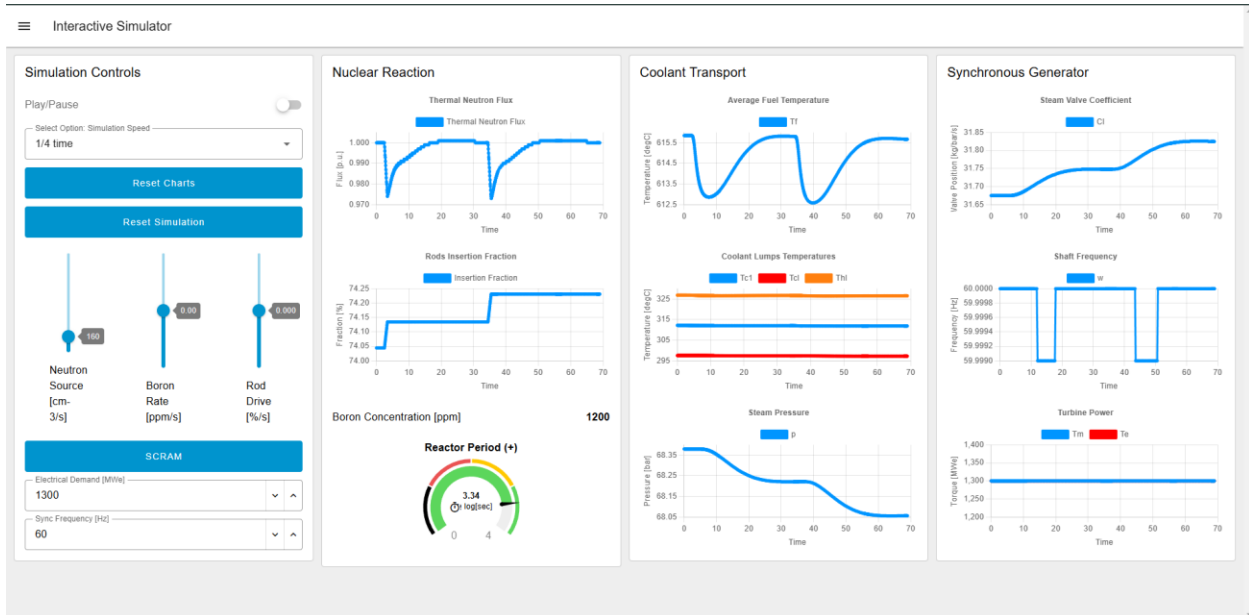 Interactive Simulator
Simulation Controls
Play/Pause
Select Option: Simulation Speed
1/4 time
Reset Charts
Reset Simulation
160
0.00
0.000
Neutron
Source
[cm-
3/s]
Boron
Rate
[ppm/s]
Rod
Drive
[%/s]
SCRAM
Electrical Demand [MWe]
1300
Sync Frequency [Hz]
60
Nuclear Reaction
Thermal Neutron Flux
Thermal Neutron Flux
Flux [p.u.]
1.000
0.990
0.980
0.970
0 10 20 30 40 50 60 70
Time
Rods Insertion Fraction
Insertion Fraction
Fraction [%]
74.25
74.20
74.15
74.10
74.05
74.00
0 10 20 30 40 50 60 70
Time
Boron Concentration [ppm] 1200
Reactor Period (+)
3.34
log[sec]
0 4
Coolant Transport
Average Fuel Temperature
Tf
Temperature [degC]
615.5
614.5
613.5
612.5
0 10 20 30 40 50 60 70
Time
Coolant Lumps Temperatures
Tc1 Tcl Thl
Temperature [degC]
325
315
305
295
0 10 20 30 40 50 60 70
Time
Steam Pressure
p
Pressure [bar]
68.35
68.25
68.15
68.05
0 10 20 30 40 50 60 70
Time
Synchronous Generator
Steam Valve Coefficient
Cl
Valve Position [kg/bar/s]
31.85
31.80
31.75
31.70
31.65
0 10 20 30 40 50 60 70
Time
Shaft Frequency
w
Frequency [Hz]
60.0000
59.9998
59.9996
59.9994
59.9992
59.9990
0 10 20 30 40 50 60 70
Time
Turbine Power
Tm Te
Torque [MWe]
1,400
1,350
1,300
1,250
1,200
0 10 20 30 40 50 60 70
Time